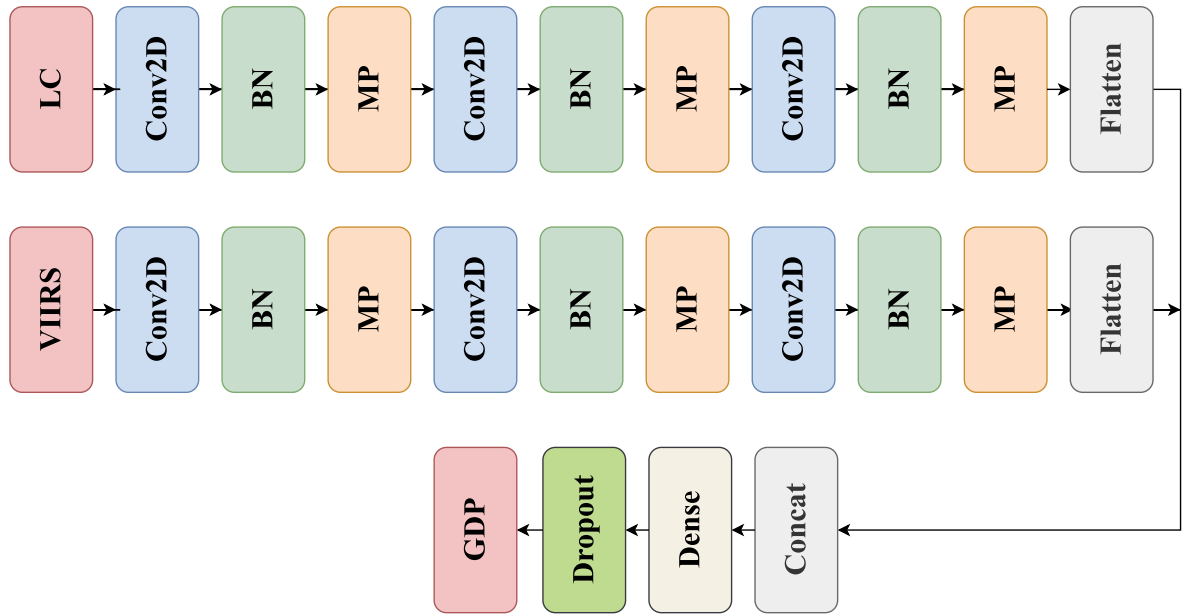 LC
Conv2D
BN
MP
Conv2D
BN
MP
Conv2D
BN
MP
Flatten
VIIRS
Conv2D
BN
MP
Conv2D
BN
MP
Conv2D
BN
MP
Flatten
GDP
Dropout
Dense
Concat